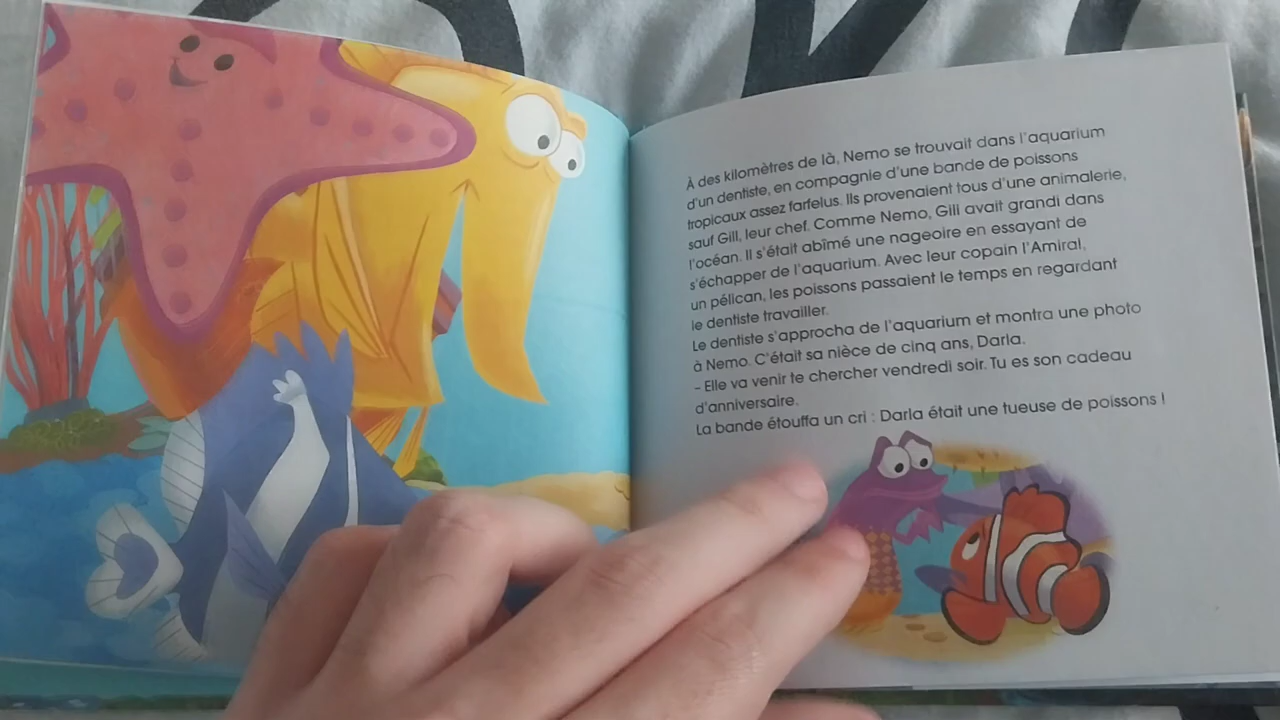 À des kilomètres de là, Nemo se trouvait dans l'aquarium
d'un dentiste, en compagnie d'une bande de poissons
tropicaux assez farfelus. Ils provenaient tous d'une animalerie,
sauf Gill, leur chef. Comme Nemo, Gill avait grandi dans
l'océan. Il s'était abîmé une nageoire en essayant de
s'échapper de l'aquarium. Avec leur copain l'Amiral,
un pélican, les poissons passaient le temps en regardant
le dentiste travailler.
Le dentiste s'approcha de l'aquarium et montra une photo
à Nemo. C'était sa nièce de cinq ans, Darla.
- Elle va venir te chercher vendredi soir. Tu es son cadeau
d'anniversaire.
La bande étouffa un cri : Darla était une tueuse de poissons !